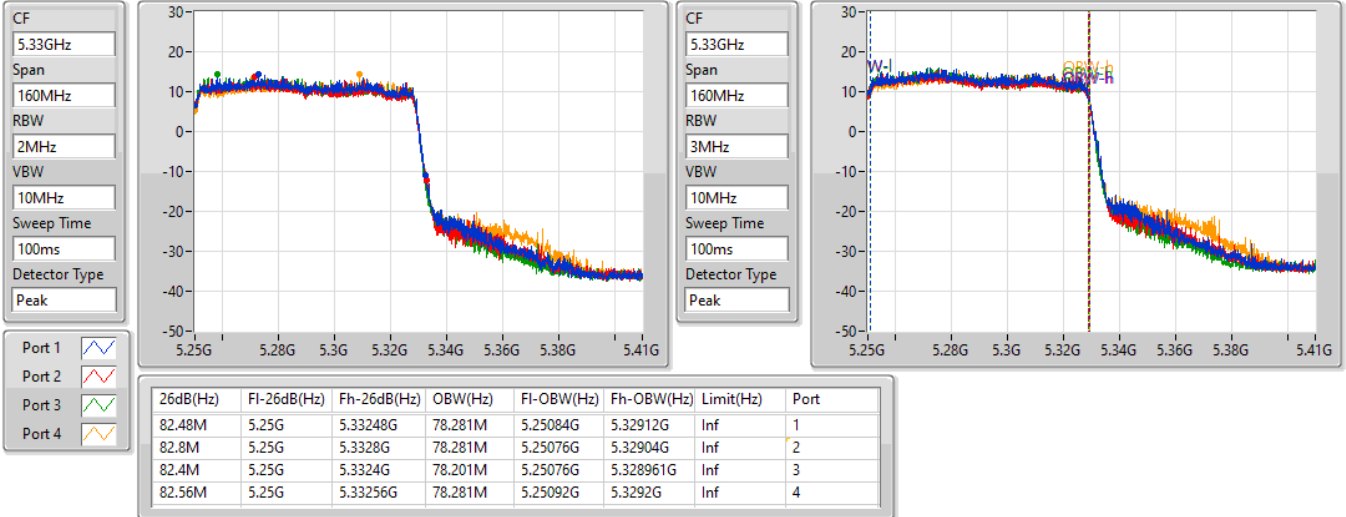 CF
5.33GHz
Span
160MHz
RBW
2MHz
VBW
10MHz
Sweep Time
100ms
Detector Type
Peak
30
20
10
0
-10
-20
-30
-40
-50
5.25G 5.28G 5.3G 5.32G 5.34G 5.36G 5.38G 5.41G
CF
5.33GHz
Span
160MHz
RBW
3MHz
VBW
10MHz
Sweep Time
100ms
Detector Type
Peak
30
20
10
0
-10
-20
-30
-40
-50
W-l
OBW-h
5.25G 5.28G 5.3G 5.32G 5.34G 5.36G 5.38G 5.41G
Port 1
Port 2
Port 3
Port 4
26dB(Hz) Fl-26dB(Hz) Fh-26dB(Hz) OBW(Hz) Fl-OBW(Hz) Fh-OBW(Hz) Limit(Hz) Port
82.48M 5.25G 5.33248G 78.281M 5.25084G 5.32912G Inf 1
82.8M 5.25G 5.3328G 78.281M 5.25076G 5.32904G Inf 2
82.4M 5.25G 5.3324G 78.201M 5.25076G 5.328961G Inf 3
82.56M 5.25G 5.33256G 78.281M 5.25092G 5.3292G Inf 4